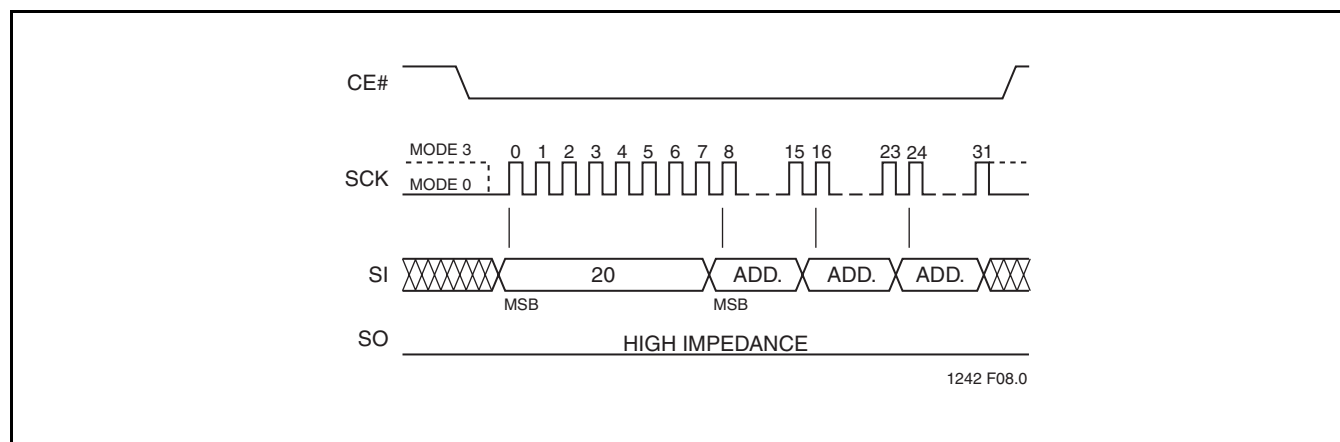 CE#
MODE 3
0 1 2 3 4 5 6 7 8 15 16 23 24 31
SCK
MODE 0
SI
20 ADD. ADD. ADD.
MSB MSB
SO
HIGH IMPEDANCE
1242 F08.0